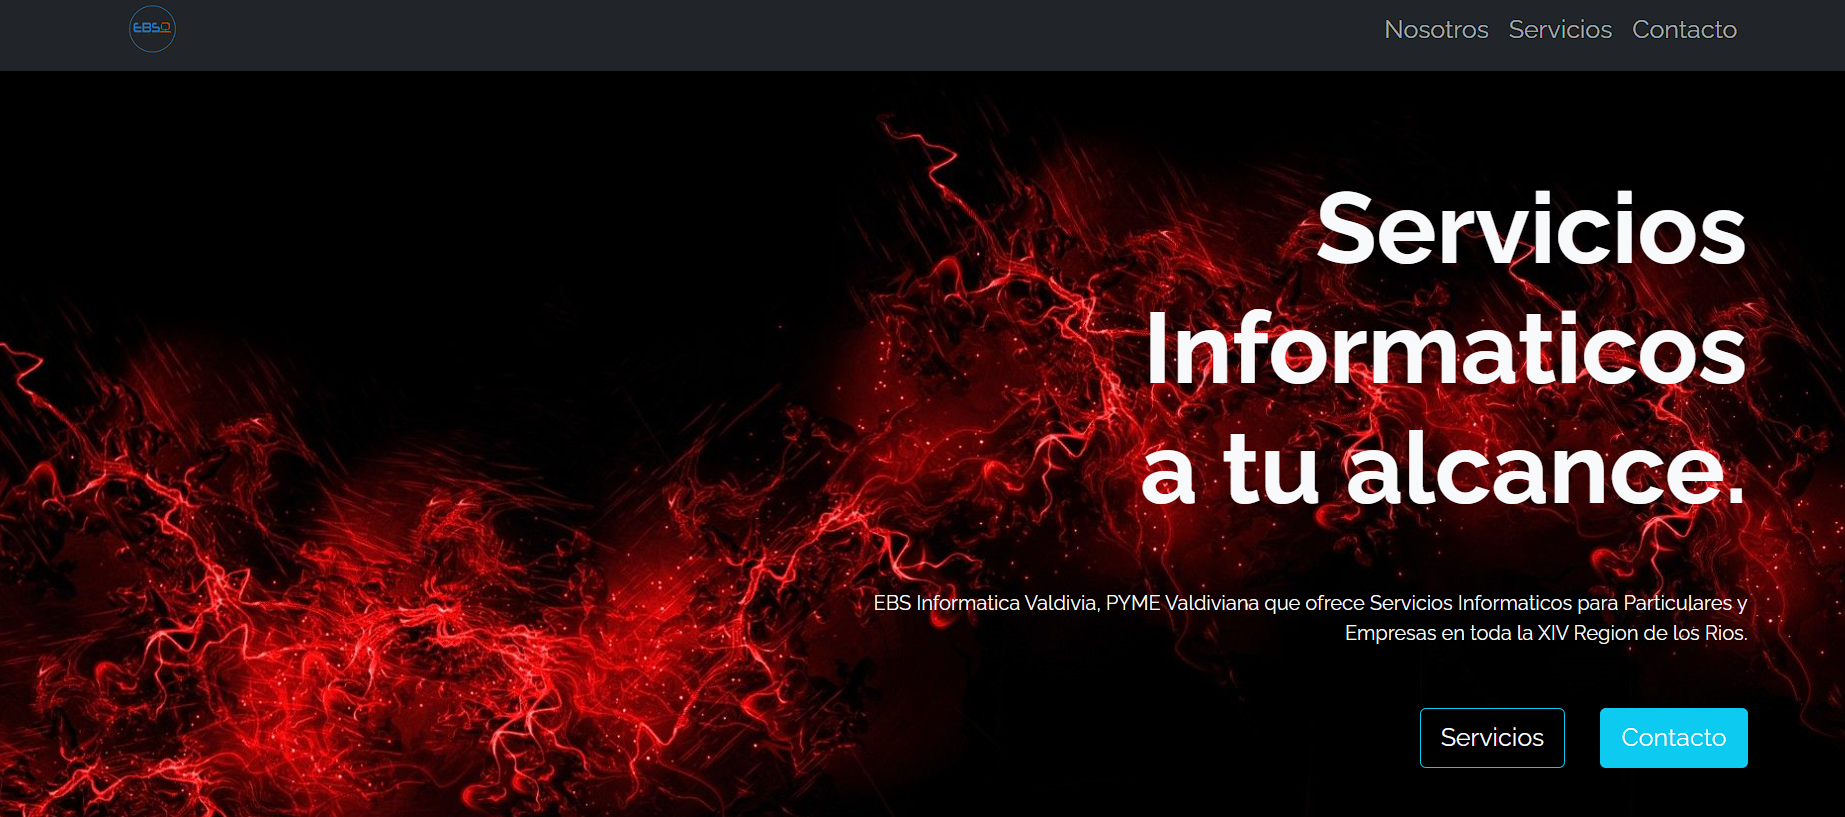 EBS
Nosotros Servicios Contacto
Servicios
Informaticos
a tu alcance.
EBS Informatica Valdivia, PYME Valdiviana que ofrece Servicios Informaticos para Particulares y
Empresas en toda la XIV Region de los Rios.
Servicios Contacto